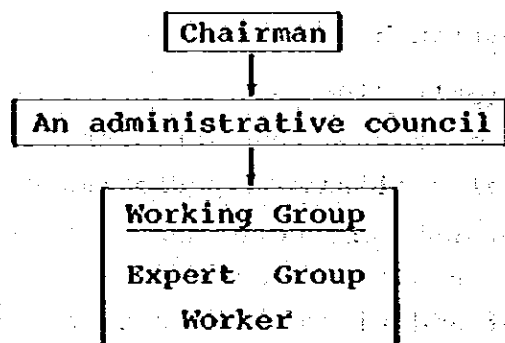 Chairman
An administrative council
Working Group
Expert Group
Worker